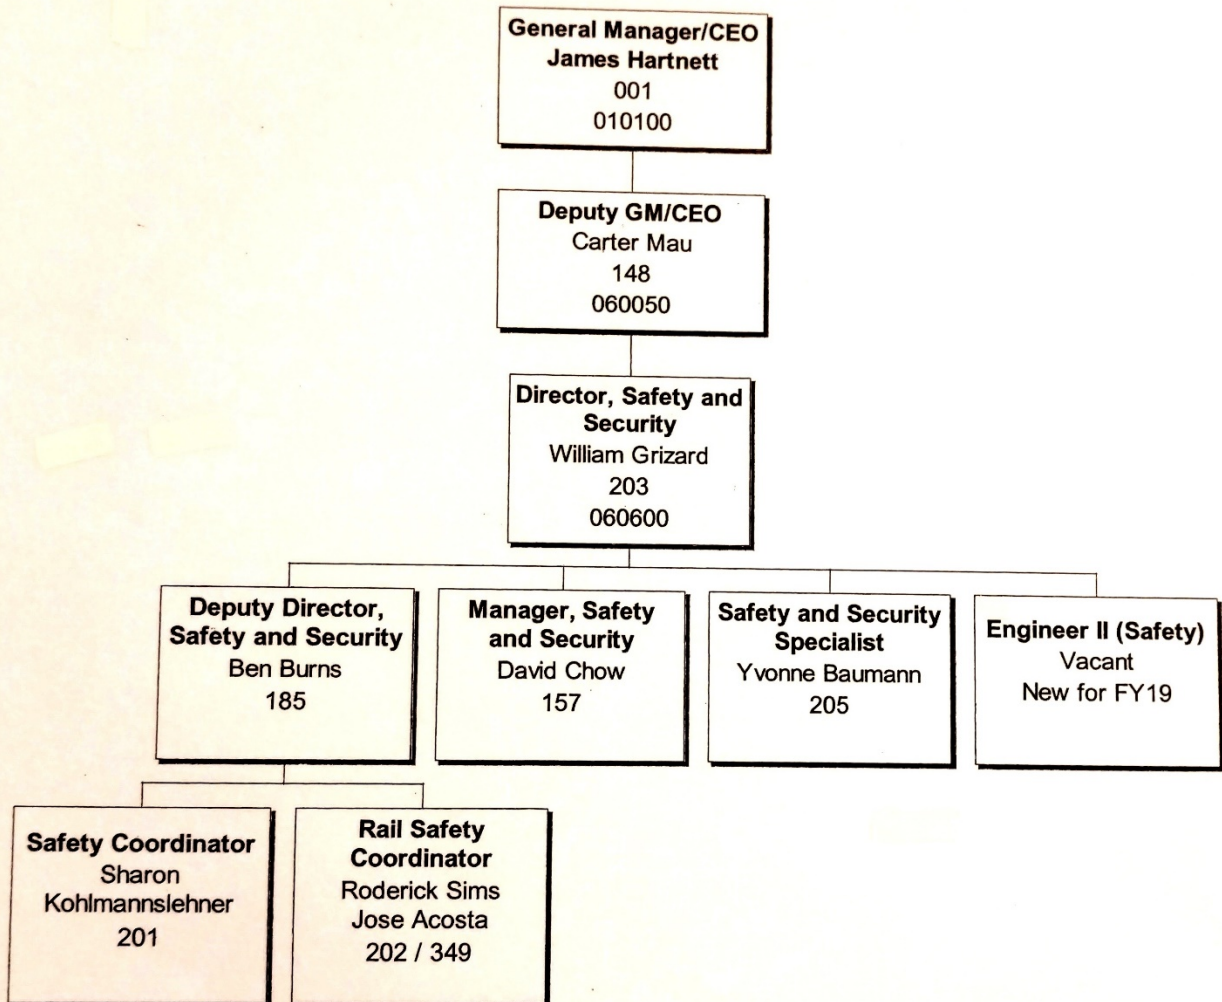 General Manager/CEO
James Hartnett
001
010100
Deputy GM/CEO
Carter Mau
148
060050
Director, Safety and
Security
William Grizard
203
060600
Deputy Director,
Safety and Security
Ben Burns
185
Manager, Safety
and Security
David Chow
157
Safety and Security
Specialist
Yvonne Baumann
205
Engineer II (Safety)
Vacant
New for FY19
Safety Coordinator
Sharon
Kohlmannslehner
201
Rail Safety
Coordinator
Roderick Sims
Jose Acosta
202 / 349